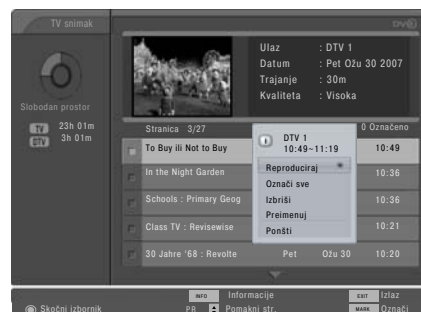 TV snimak
DV
Slobodan prostor
TV 23h 01m
DTV 3h 01m
Ulaz : DTV 1
Datum : Pet Ožu 30 2007
Trajanje : 30m
Kvaliteta : Visoka
Stranica 3/27
0 Označeno
To Buy ili Not to Buy 10:49
In the Night Garden 10:36
Schools : Primary Geog 10:36
Class TV : Revisewise 10:21
30 Jahre '68 : Revolte Pet Ožu 30 10:20
DTV 1
10:49~11:19
Reproduciraj
Označi sve
Izbriši
Preimenuj
Ponšti
INFO Informacije EXIT Izlaz
Skočni izbornik PR Pomakni str. MARK Označi